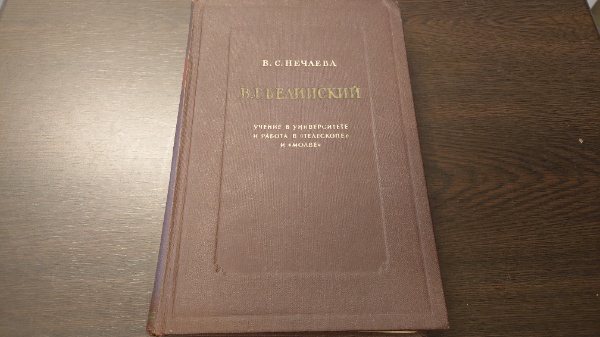 В. С. НЕЧАЕВА
В. Г. БЕЛИНСКИЙ
УЧЕНИЕ В УНИВЕРСИТЕТЕ
И РАБОТА В «ТЕЛЕСКОПЕ»
И «МОЛВЕ»